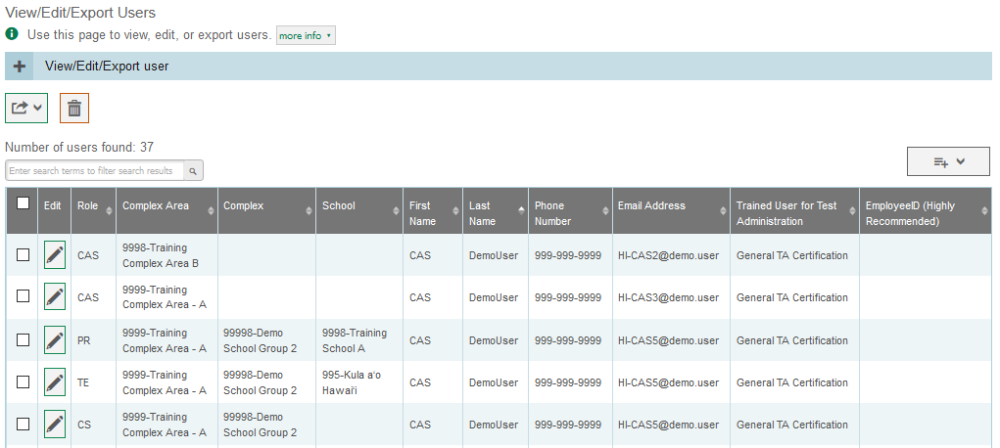 View/Edit/Export Users
Use this page to view, edit, or export users. more info
View/Edit/Export user
Number of users found: 37
Enter search terms to filter search results
Edit Role Complex Area Complex School First Name Last Name Phone Number Email Address Trained User for Test Administration EmployeeID (Highly Recommended)
CAS 9998-Training Complex Area B CAS DemoUser 999-999-9999 HI-CAS2@demo.user General TA Certification
CAS 9999-Training Complex Area - A CAS DemoUser 999-999-9999 HI-CAS3@demo.user General TA Certification
PR 9999-Training Complex Area - A 99998-Demo School Group 2 9998-Training School A CAS DemoUser 999-999-9999 HI-CAS5@demo.user General TA Certification
TE 9999-Training Complex Area - A 99998-Demo School Group 2 995-Kula a'o Hawai'i CAS DemoUser 999-999-9999 HI-CAS5@demo.user General TA Certification
CS 9999-Training Complex Area - A 99998-Demo School Group 2 CAS DemoUser 999-999-9999 HI-CAS5@demo.user General TA Certification